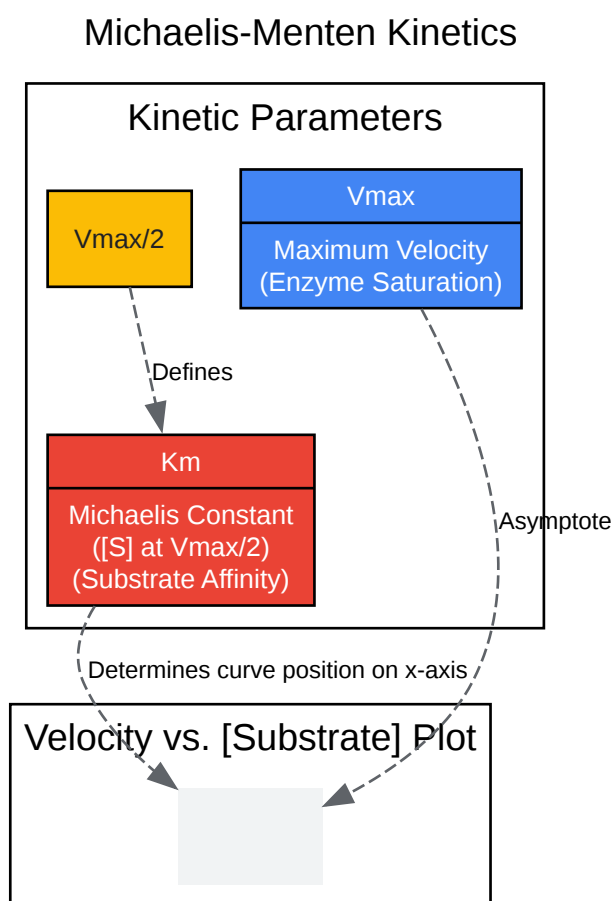 Michaelis-Menten Kinetics
Kinetic Parameters
Vmax/2
Vmax
Maximum Velocity
(Enzyme Saturation)
Defines
Km
Michaelis Constant
([S] at Vmax/2)
(Substrate Affinity)
Asymptote
Determines curve position on x-axis
Velocity vs. [Substrate] Plot